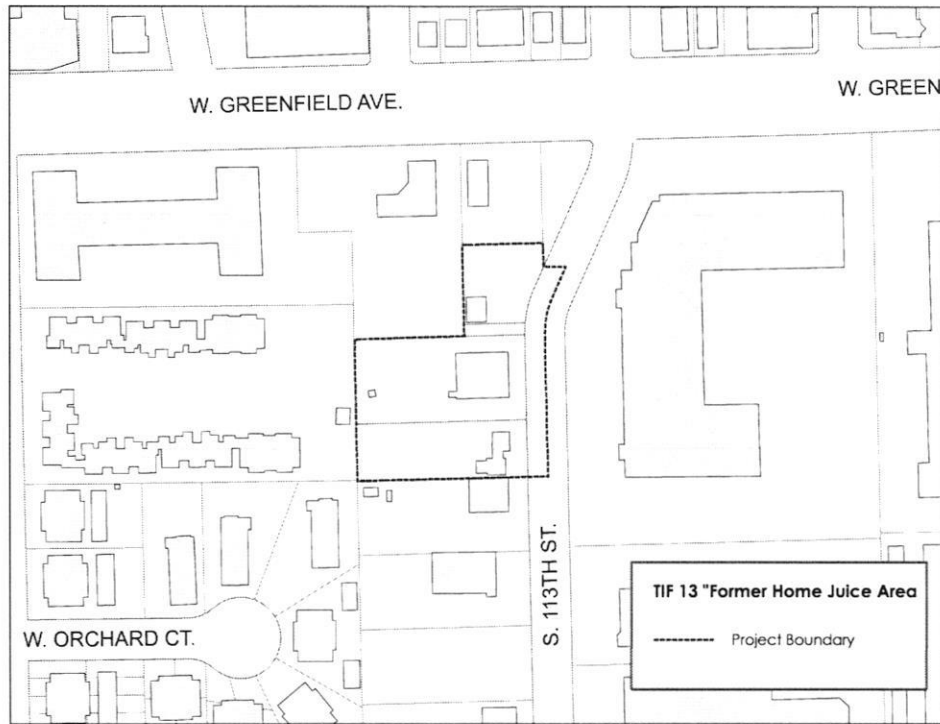 W. GREENFIELD AVE.
W. GREEN
S. 113TH ST.
W. ORCHARD CT.
TIF 13 "Former Home Juice Area
Project Boundary